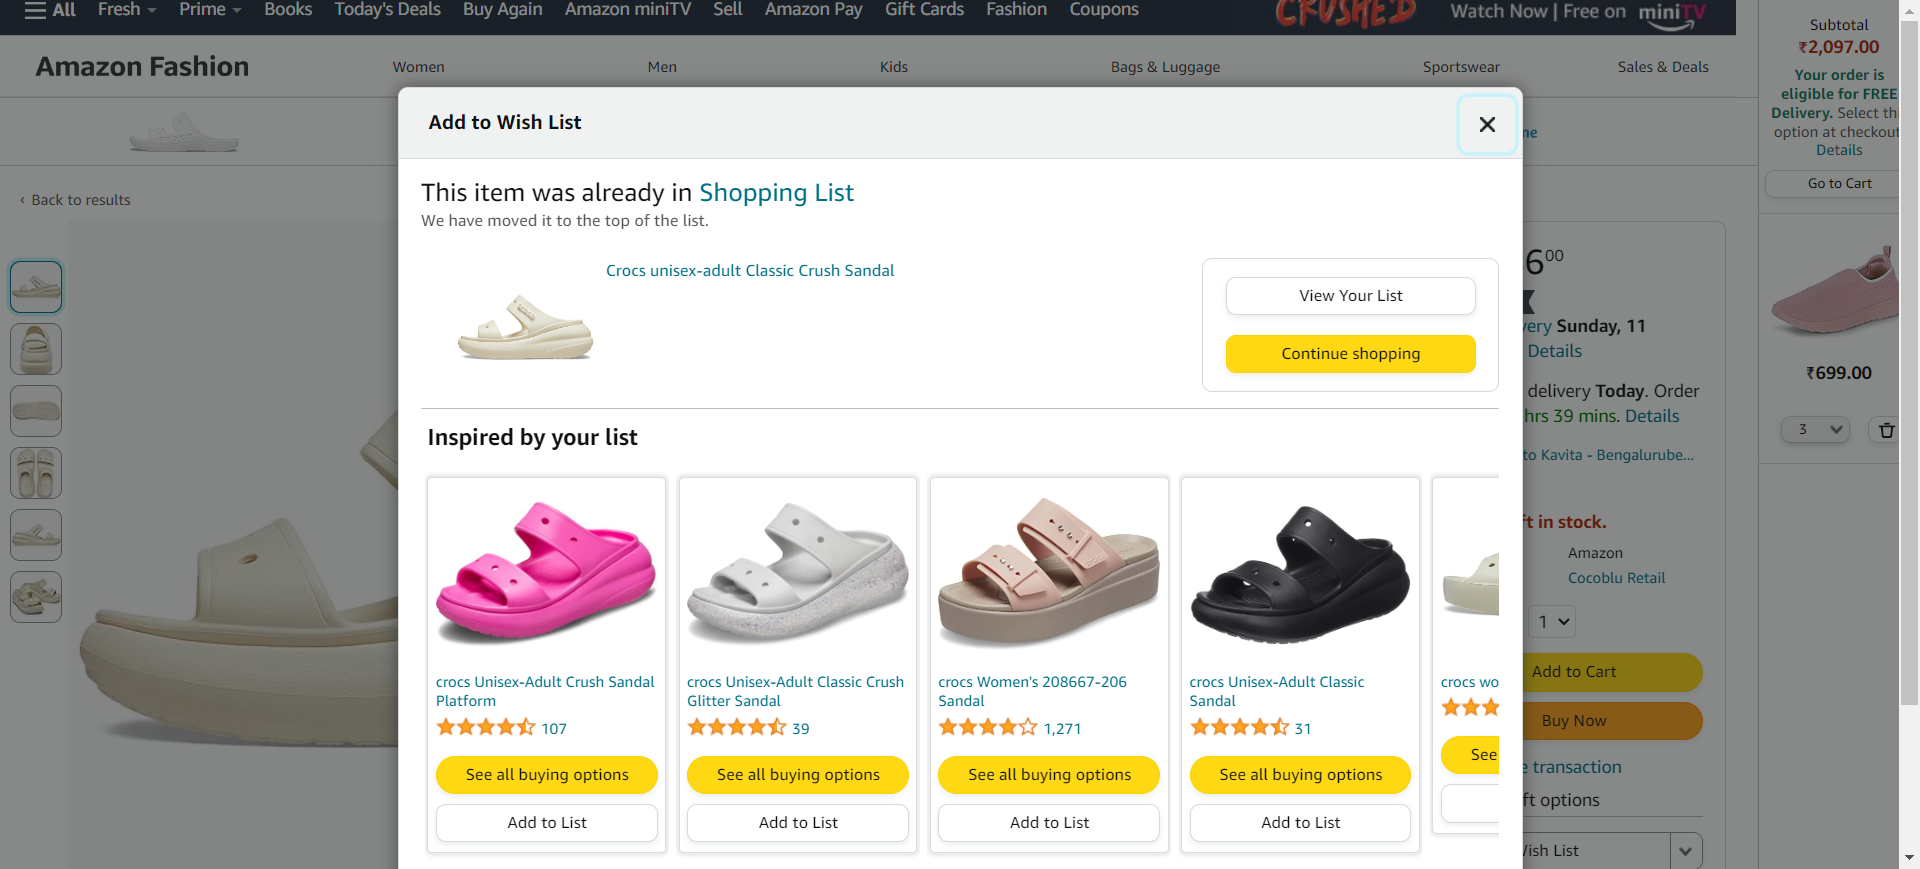 All
Fresh
Prime
Books
Today's Deals
Buy Again
Amazon miniTV
Sell
Amazon Pay
Gift Cards
Fashion
Coupons
CRUSHED
Watch Now | Free on miniTV
Amazon Fashion
Women
Men
Kids
Bags & Luggage
Sportswear
Sales & Deals
‹ Back to results
Add to Wish List
This item was already in Shopping List
We have moved it to the top of the list.
Crocs unisex-adult Classic Crush Sandal
View Your List
Continue shopping
Inspired by your list
crocs Unisex-Adult Crush Sandal
Platform
107
See all buying options
Add to List
crocs Unisex-Adult Classic Crush
Glitter Sandal
39
See all buying options
Add to List
crocs Women's 208667-206
Sandal
1,271
See all buying options
Add to List
crocs Unisex-Adult Classic
Sandal
31
See all buying options
Add to List
crocs wo
See
600
Sunday, 11
Details
delivery Today. Order
hrs 39 mins. Details
to Kavita - Bengalurube...
in stock.
Amazon
Cocoblu Retail
1
Add to Cart
Buy Now
transaction
options
List
Subtotal
₹2,097.00
Your order is
eligible for FREE
Delivery. Select
option at checkout
Details
Go to Cart
₹699.00
3